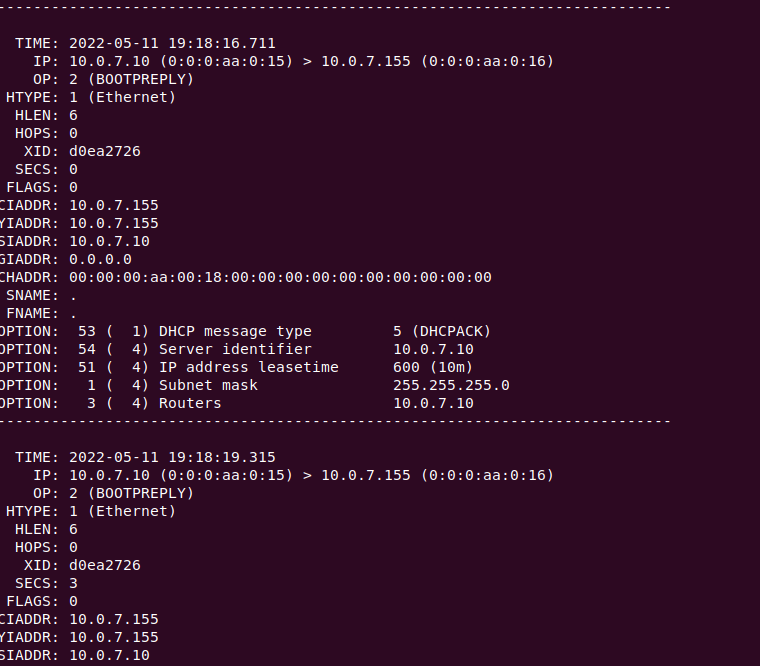 ---------------------------------------------------------------------------
TIME: 2022-05-11 19:18:16.711
IP: 10.0.7.10 (0:0:0:aa:0:15) > 10.0.7.155 (0:0:0:aa:0:16)
OP: 2 (BOOTPREPLY)
HTYPE: 1 (Ethernet)
HLEN: 6
HOPS: 0
XID: d0ea2726
SECS: 0
FLAGS: 0
CIADDR: 10.0.7.155
YIADDR: 10.0.7.155
SIADDR: 10.0.7.10
GIADDR: 0.0.0.0
CHADDR: 00:00:00:aa:00:18:00:00:00:00:00:00:00:00:00:00
SNAME: .
FNAME: .
OPTION:  53 (  1) DHCP message type         5 (DHCPACK)
OPTION:  54 (  4) Server identifier         10.0.7.10
OPTION:  51 (  4) IP address leasetime      600 (10m)
OPTION:   1 (  4) Subnet mask               255.255.255.0
OPTION:   3 (  4) Routers                   10.0.7.10
---------------------------------------------------------------------------
TIME: 2022-05-11 19:18:19.315
IP: 10.0.7.10 (0:0:0:aa:0:15) > 10.0.7.155 (0:0:0:aa:0:16)
OP: 2 (BOOTPREPLY)
HTYPE: 1 (Ethernet)
HLEN: 6
HOPS: 0
XID: d0ea2726
SECS: 3
FLAGS: 0
CIADDR: 10.0.7.155
YIADDR: 10.0.7.155
SIADDR: 10.0.7.10